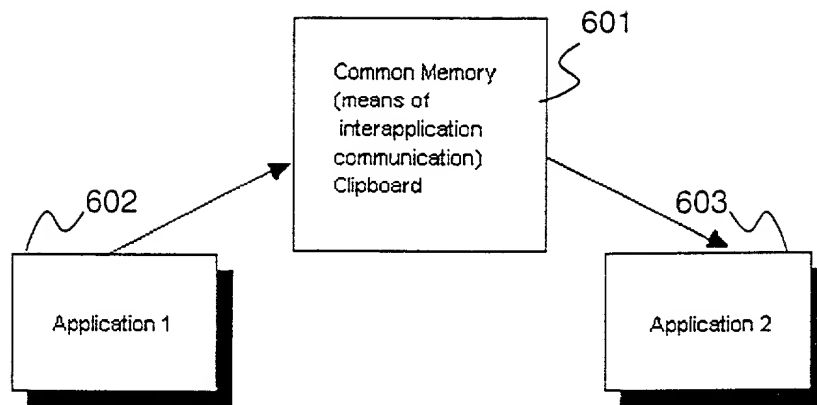 601
Common Memory
(means of
interapplication
communication)
Clipboard
602
603
Application 1
Application 2